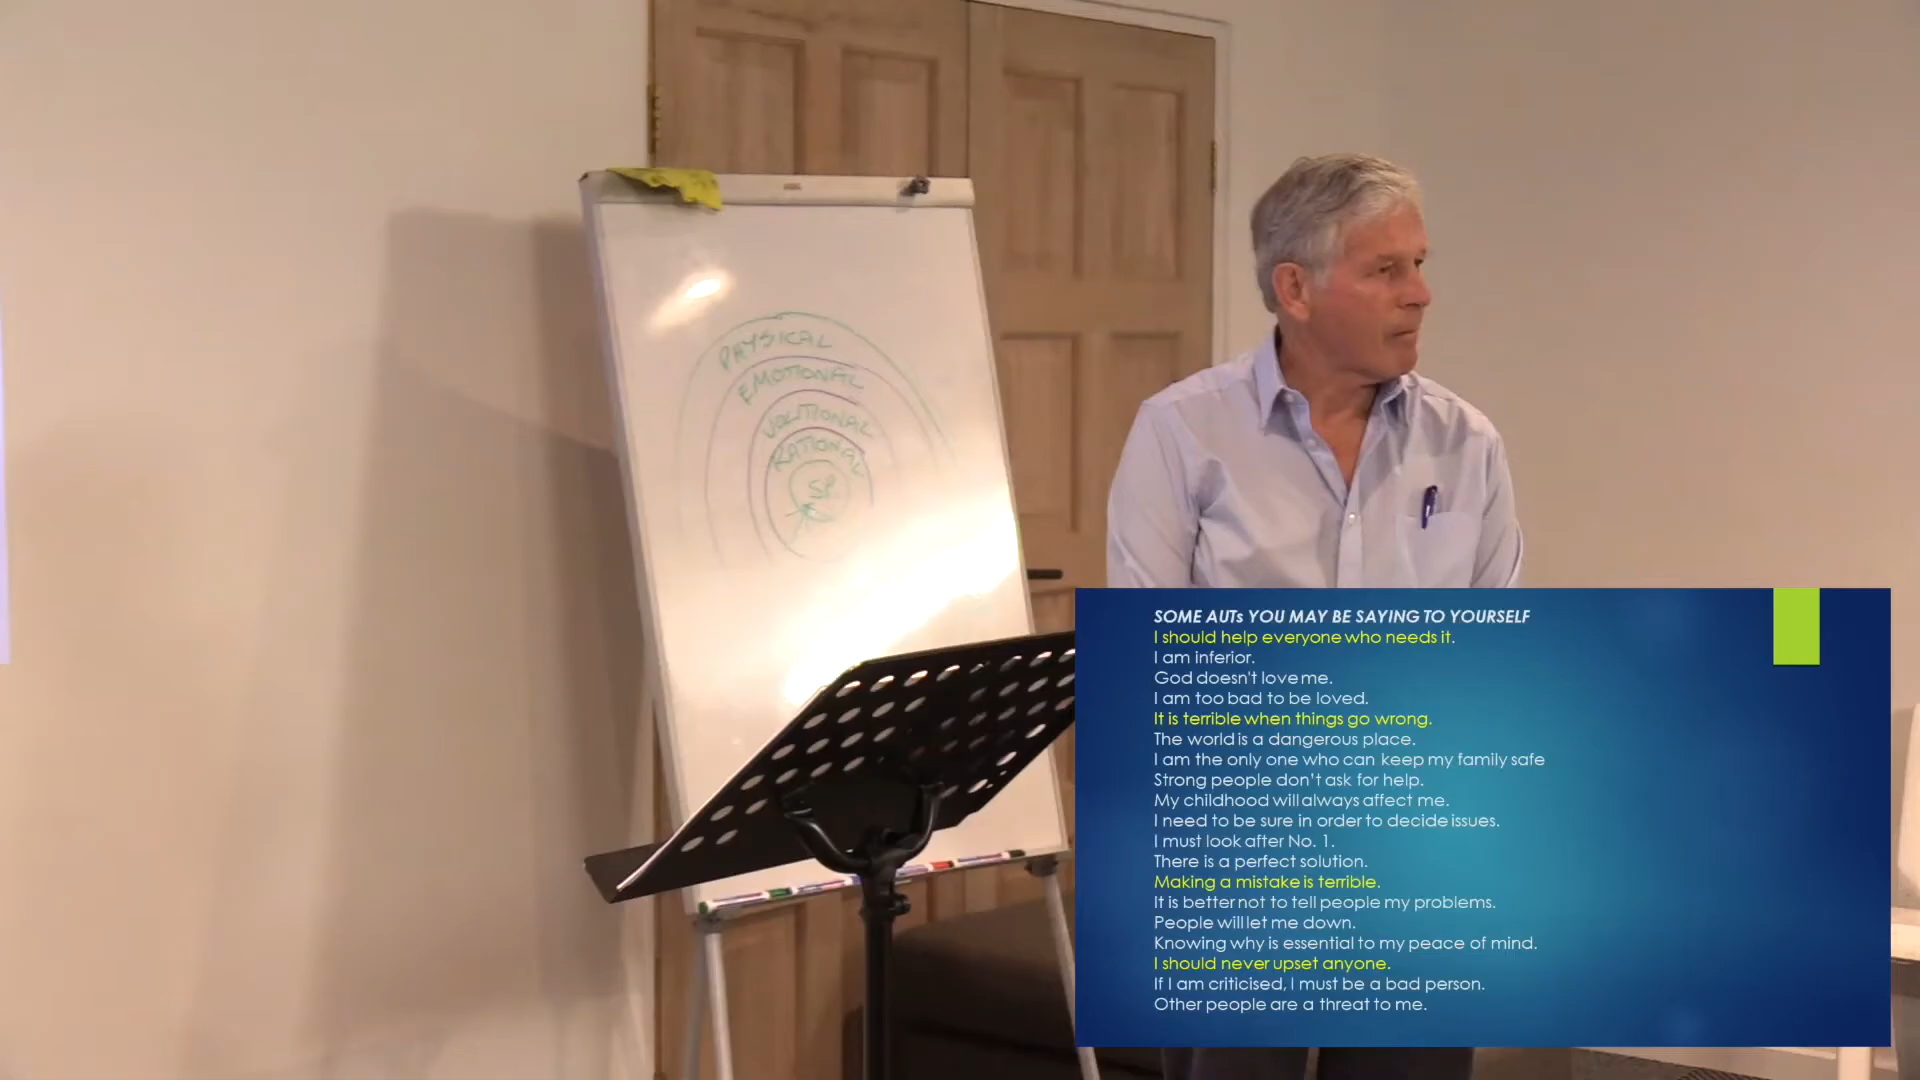 PHYSICAL
EMOTIONAL
VOLITIONAL
RATIONAL
SP
SOME AUTs YOU MAY BE SAYING TO YOURSELF
I should help everyone who needs it.
I am inferior.
God doesn't love me.
I am too bad to be loved.
It is terrible when things go wrong.
The world is a dangerous place.
I am the only one who can keep my family safe
Strong people don't ask for help.
My childhood will always affect me.
I need to be sure in order to decide issues.
I must look after No. 1.
There is a perfect solution.
Making a mistake is terrible.
It is better not to tell people my problems.
People will let me down.
Knowing why is essential to my peace of mind.
I should never upset anyone.
If I am criticised, I must be a bad person.
Other people are a threat to me.